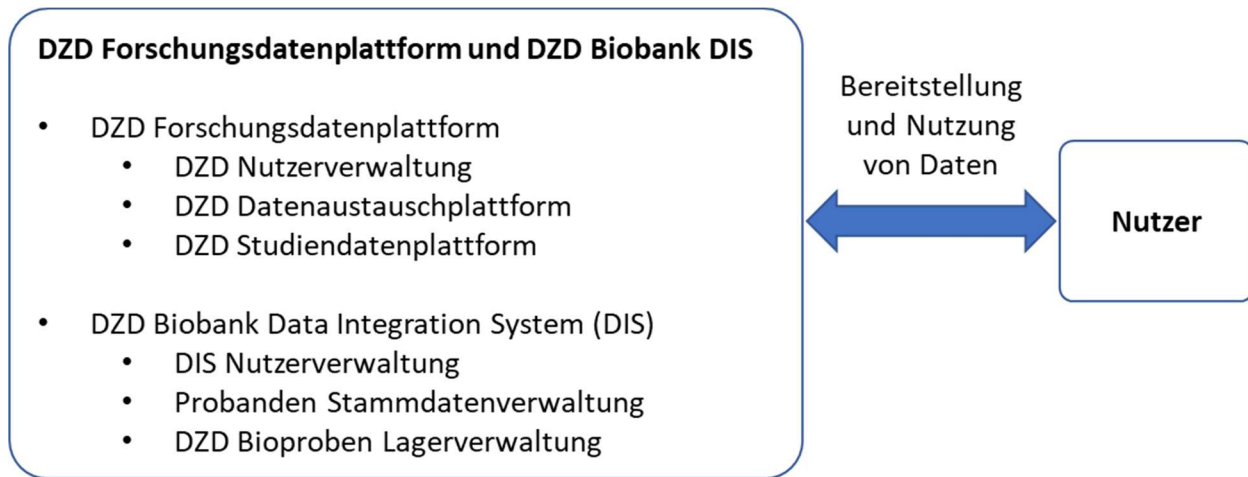 DZD Forschungsdatenplattform und DZD Biobank DIS
• DZD Forschungsdatenplattform
• DZD Nutzerverwaltung
• DZD Datenaustauschplattform
• DZD Studiendatenplattform
• DZD Biobank Data Integration System (DIS)
• DIS Nutzerverwaltung
• Probanden Stammdatenverwaltung
• DZD Bioproben Lagerverwaltung
Bereitstellung
und Nutzung
von Daten
Nutzer